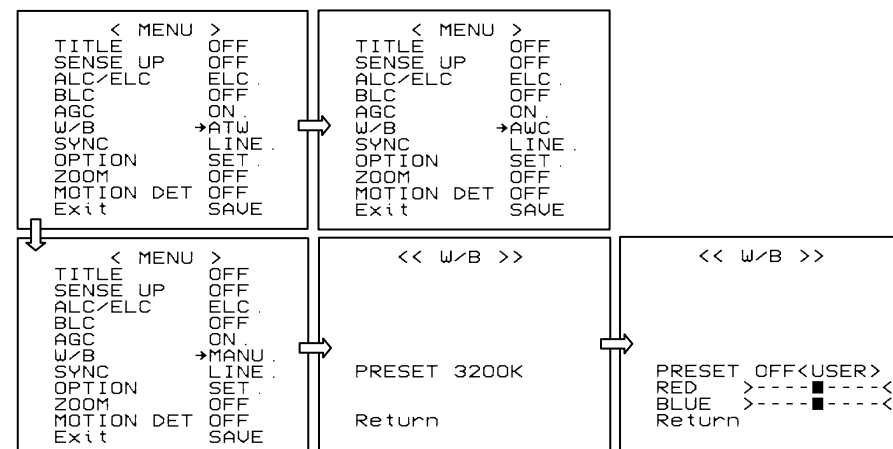 < MENU >
TITLE OFF
SENSE UP OFF
ALC/ELC ELC.
BLC OFF
AGC ON.
W/B →ATW
SYNC LINE.
OPTION SET.
ZOOM OFF
MOTION DET OFF
Exit SAVE
< MENU >
TITLE OFF
SENSE UP OFF
ALC/ELC ELC.
BLC OFF
AGC ON.
W/B →AWC
SYNC LINE.
OPTION SET.
ZOOM OFF
MOTION DET OFF
Exit SAVE
< MENU >
TITLE OFF
SENSE UP OFF
ALC/ELC ELC.
BLC OFF
AGC ON.
W/B →MANU.
SYNC LINE.
OPTION SET.
ZOOM OFF
MOTION DET OFF
Exit SAVE
<< W/B >>
PRESET 3200K
Return
<< W/B >>
PRESET OFF<USER>
RED >----■----<
BLUE >----■----<
Return